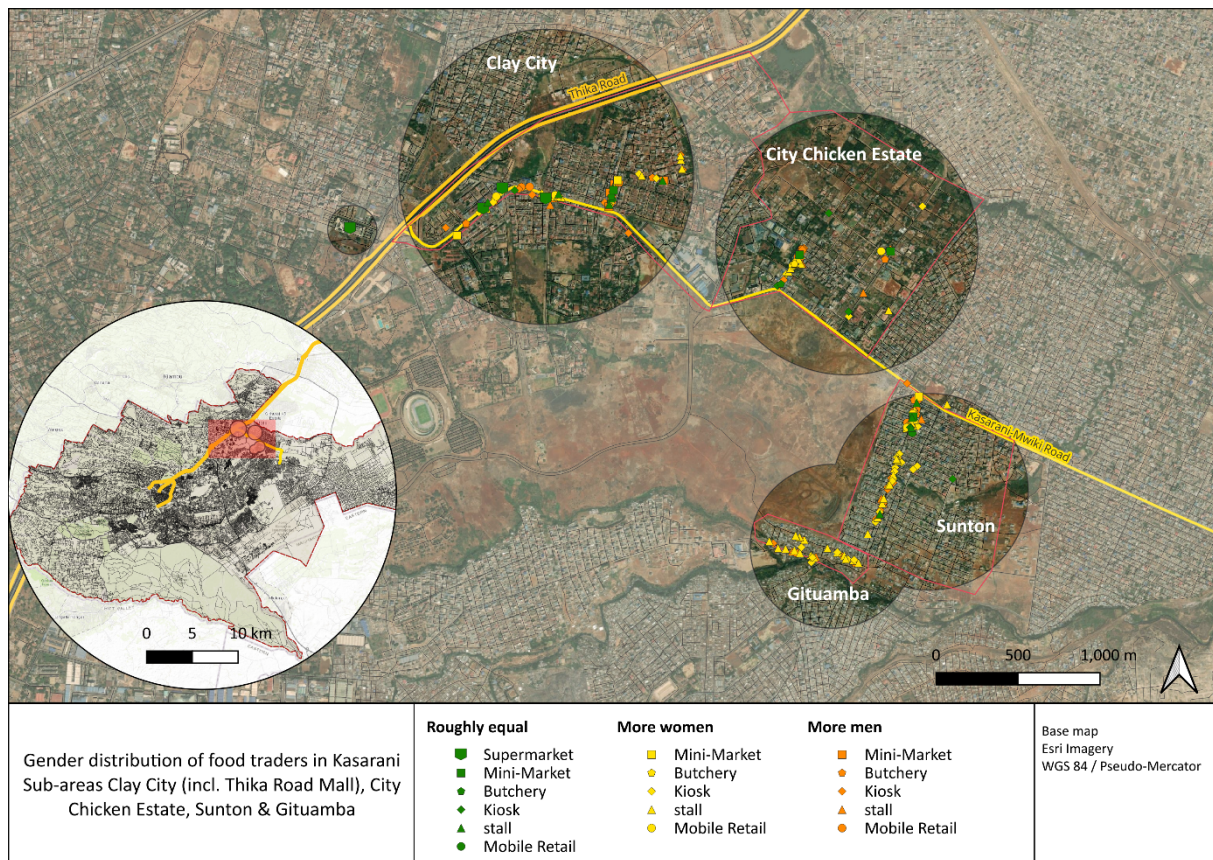 Clay City
Thika Road
City Chicken Estate
Kasarani-Mwiki Road
Sunton
Gituamba
0 5 10 km
0 500 1,000 m
Gender distribution of food traders in Kasarani
Sub-areas Clay City (incl. Thika Road Mall), City
Chicken Estate, Sunton & Gituamba
Roughly equal
Supermarket
Mini-Market
Butchery
Kiosk
stall
Mobile Retail
More women
Mini-Market
Butchery
Kiosk
stall
Mobile Retail
More men
Mini-Market
Butchery
Kiosk
stall
Mobile Retail
Base map
Esri Imagery
WGS 84 / Pseudo-Mercator